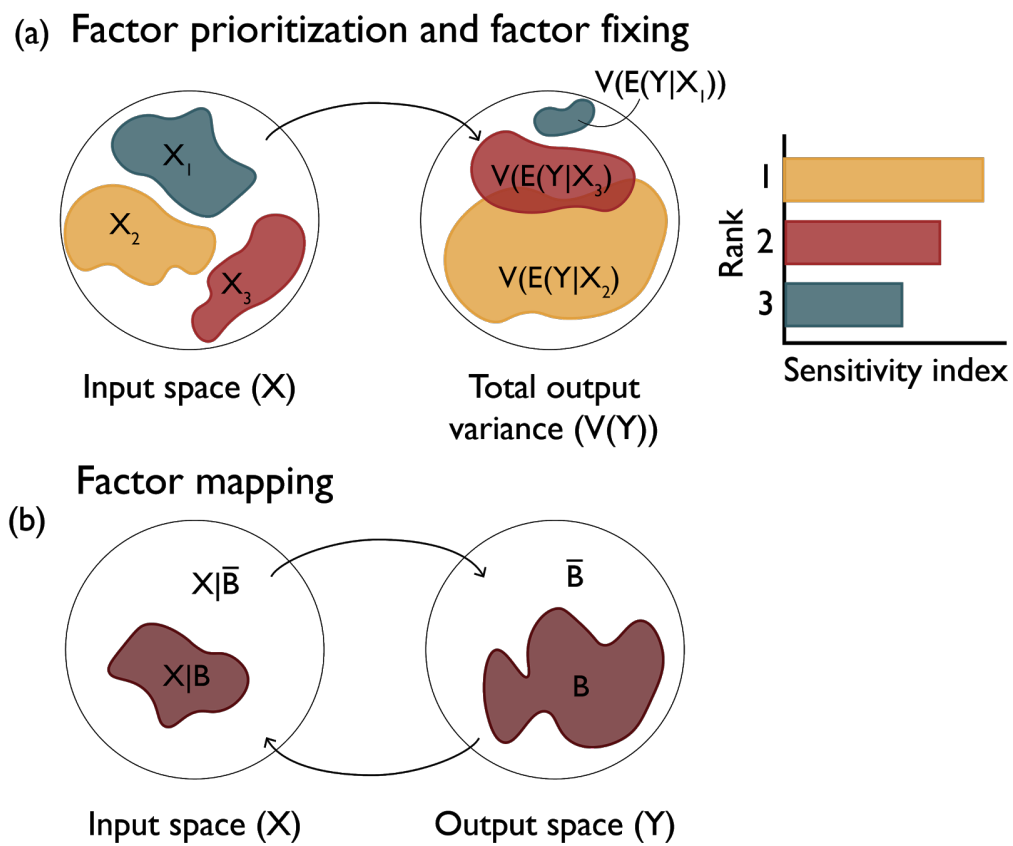 (a) Factor prioritization and factor fixing
V(E(Y|X₁))
X₁
X₂
X₃
V(E(Y|X₃)
V(E(Y|X₂)
Rank
1
2
3
Sensitivity index
Input space (X)
Total output
variance (V(Y))
Factor mapping
(b)
X|B̅
X|B
B̅
B
Input space (X)
Output space (Y)